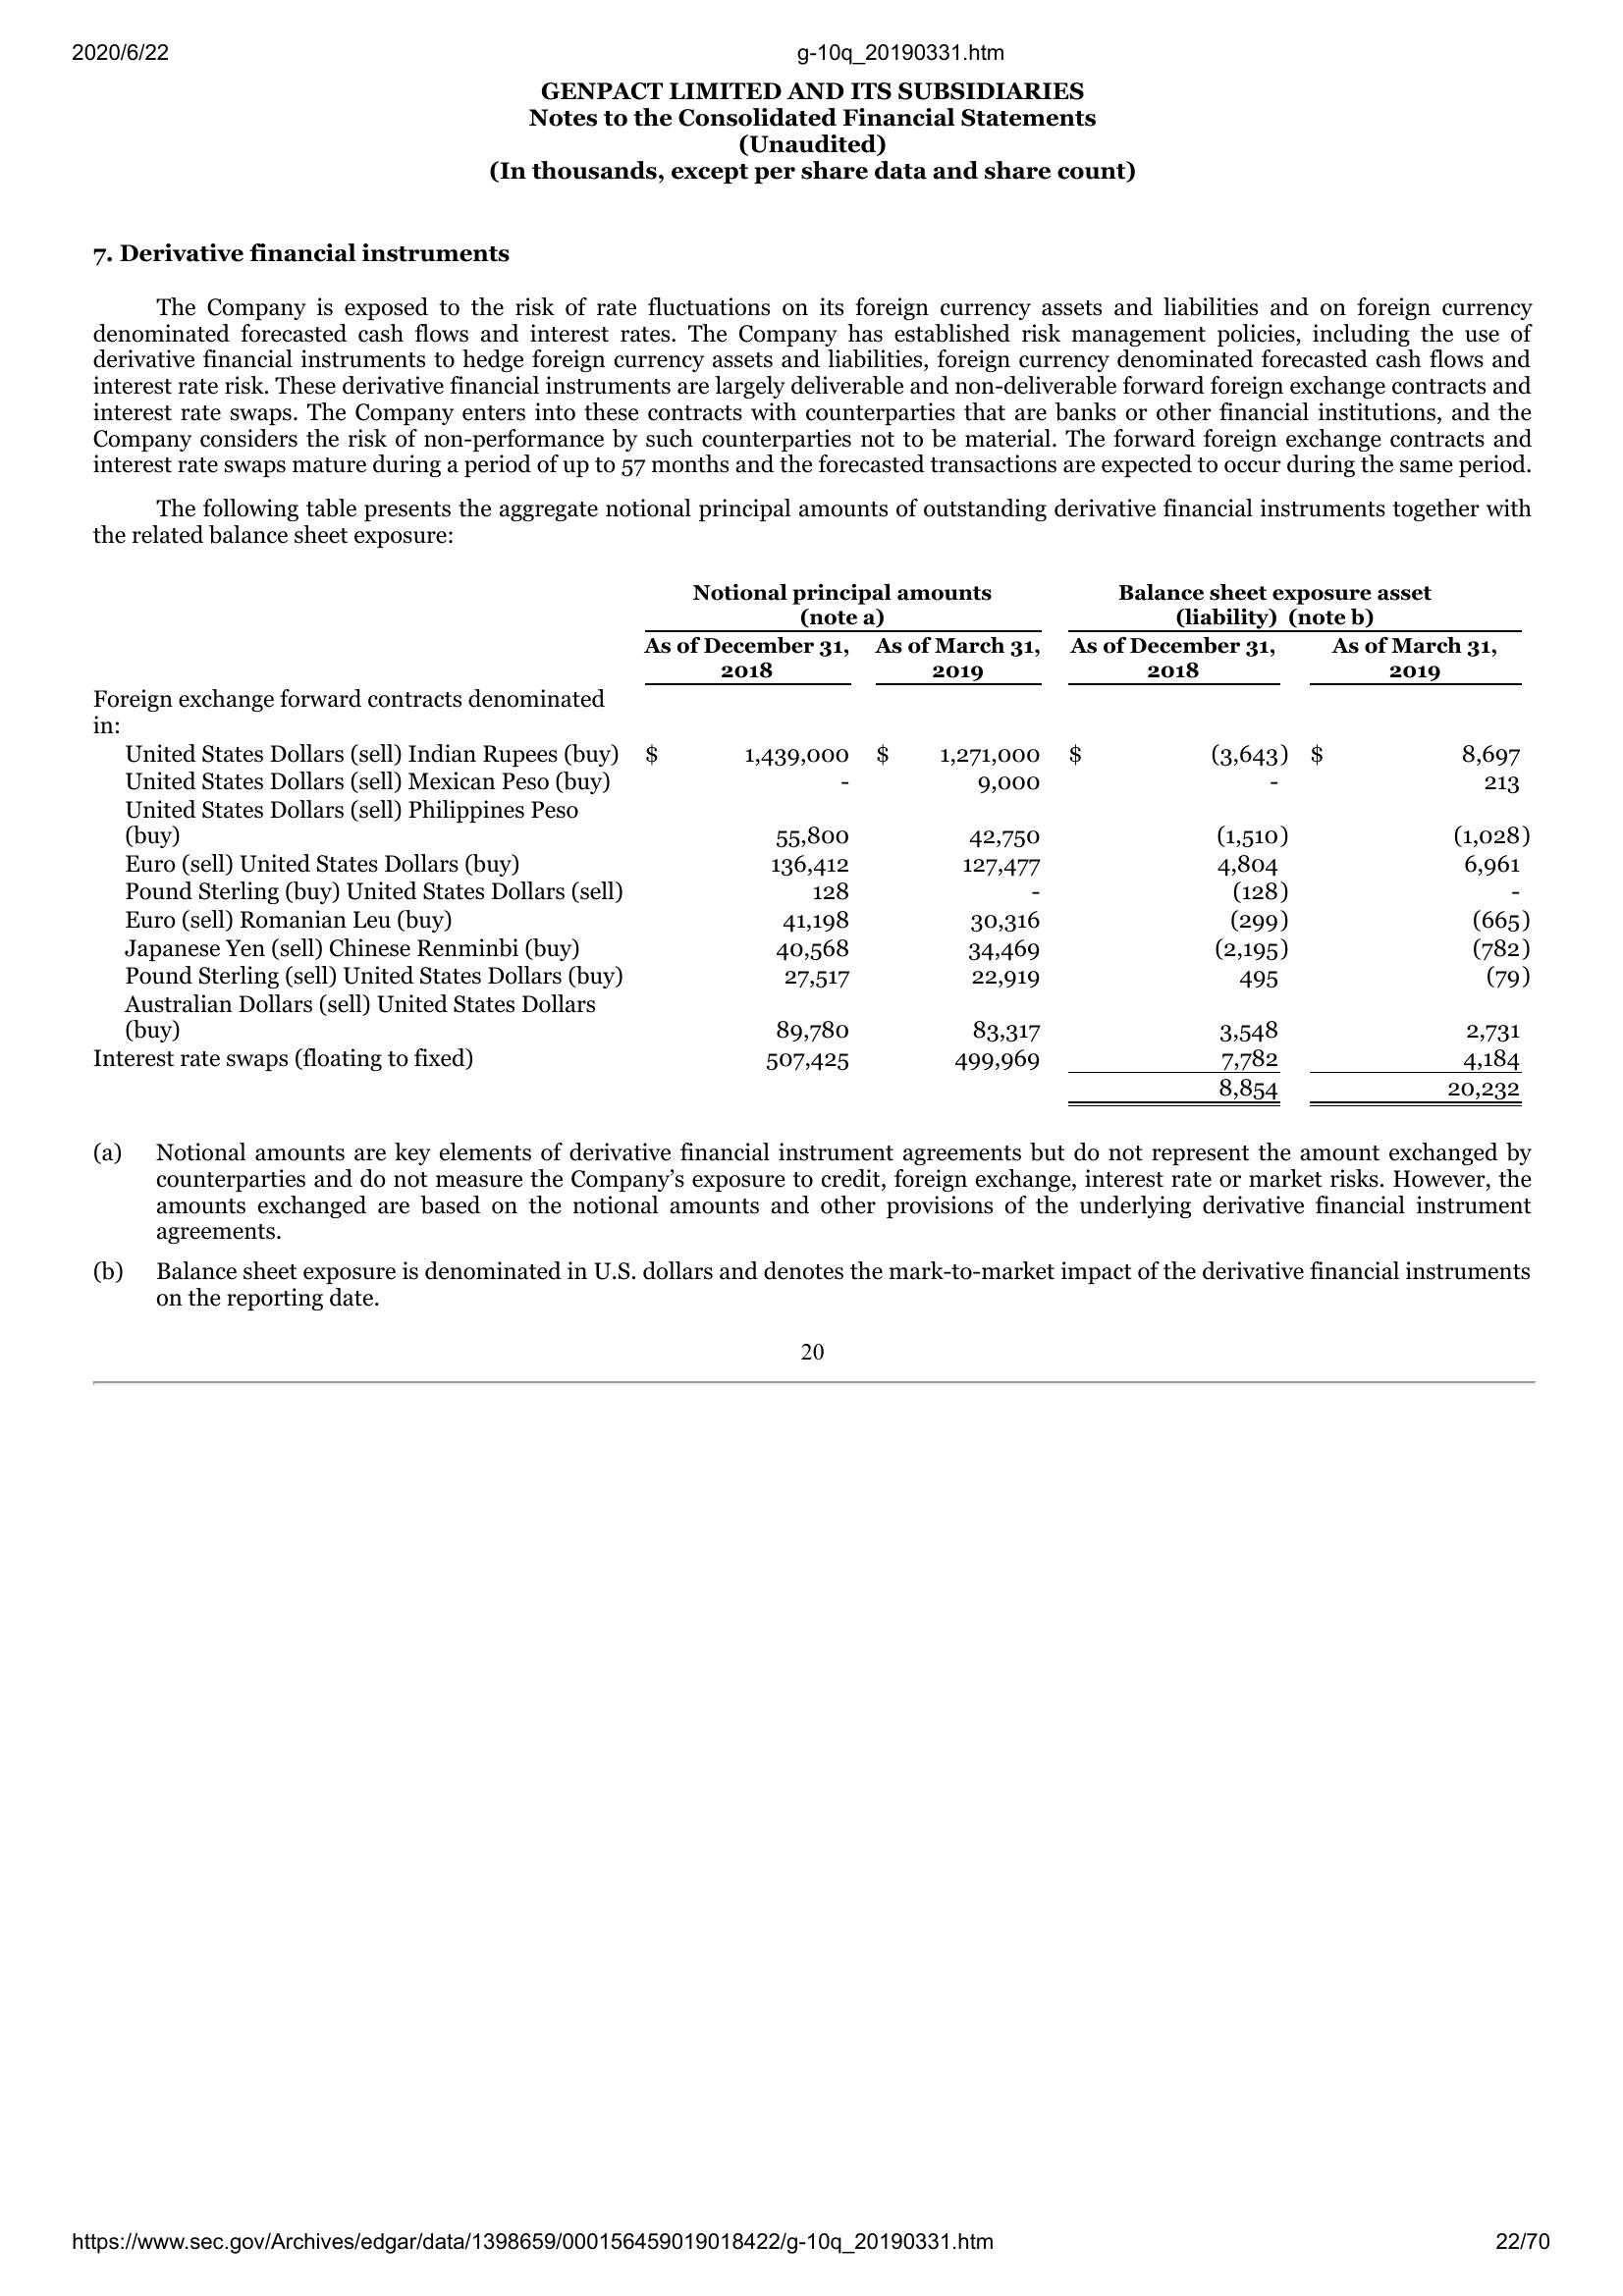 2020/6/22 g-10q_20190331.htm
GENPACT LIMITED AND ITS SUBSIDIARIES
Notes to the Consolidated Financial Statements
(Unaudited)
(In thousands, except per share data and share count)
7. Derivative financial instruments
The Company is exposed to the risk of rate fluctuations on its foreign currency assets and liabilities and on foreign currency
denominated forecasted cash flows and interest rates. The Company has established risk management policies, including the use of
derivative financial instruments to hedge foreign currency assets and liabilities, foreign currency denominated forecasted cash flows and
interest rate risk. These derivative financial instruments are largely deliverable and non-deliverable forward foreign exchange contracts and
interest rate swaps. The Company enters into these contracts with counterparties that are banks or other financial institutions, and the
Company considers the risk of non-performance by such counterparties not to be material. The forward foreign exchange contracts and
interest rate swaps mature during a period of up to 57 months and the forecasted transactions are expected to occur during the same period.
The following table presents the aggregate notional principal amounts of outstanding derivative financial instruments together with
the related balance sheet exposure:
Notional principal amounts Balance sheet exposure asset
(note a) (liability) (note b)
As of December 31, As of March 31, As of December 31, As of March 31,
2018 2019 2018 2019
Foreign exchange forward contracts denominated
in:
United States Dollars (sell) Indian Rupees (buy) $ 1,439,000 $ 1,271,000 $ (3,643) $ 8,697
United States Dollars (sell) Mexican Peso (buy) - 9,000 - 213
United States Dollars (sell) Philippines Peso
(buy) 55,800 42,750 (1,510) (1,028)
Euro (sell) United States Dollars (buy) 136,412 127,477 4,804 6,961
Pound Sterling (buy) United States Dollars (sell) 128 - (128) -
Euro (sell) Romanian Leu (buy) 41,198 30,316 (299) (665)
Japanese Yen (sell) Chinese Renminbi (buy) 40,568 34,469 (2,195) (782)
Pound Sterling (sell) United States Dollars (buy) 27,517 22,919 495 (79)
Australian Dollars (sell) United States Dollars
(buy) 89,780 83,317 3,548 2,731
Interest rate swaps (floating to fixed) 507,425 499,969 7,782 4,184
8,854 20,232
(a) Notional amounts are key elements of derivative financial instrument agreements but do not represent the amount exchanged by
counterparties and do not measure the Company's exposure to credit, foreign exchange, interest rate or market risks. However, the
amounts exchanged are based on the notional amounts and other provisions of the underlying derivative financial instrument
agreements.
(b) Balance sheet exposure is denominated in U.S. dollars and denotes the mark-to-market impact of the derivative financial instruments
on the reporting date.
20
https://www.sec.gov/Archives/edgar/data/1398659/000156459019018422/g-10q_20190331.htm 22/70